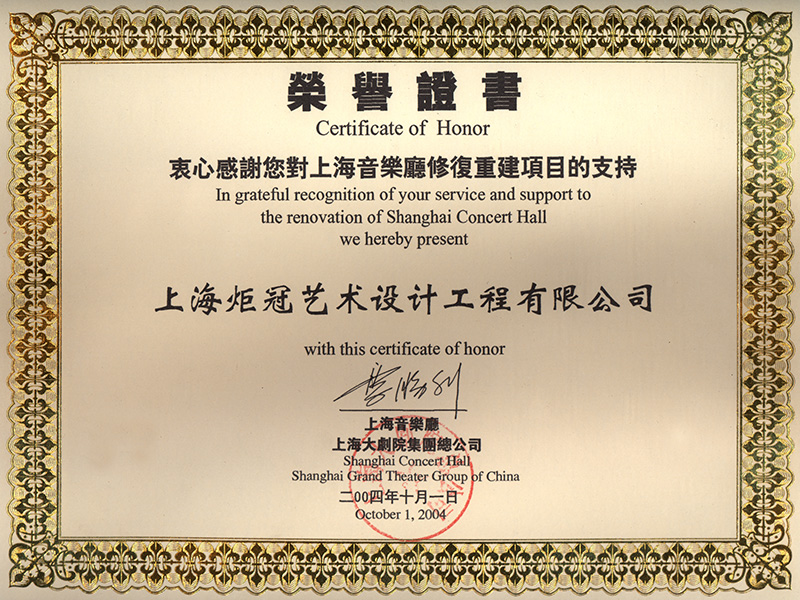 榮譽證書
Certificate of Honor
衷心感謝您對上海音樂廳修復重建項目的支持
In grateful recognition of your service and support to
the renovation of Shanghai Concert Hall
we hereby present
上海炬冠艺术设计工程有限公司
with this certificate of honor
上海音樂廳
上海大劇院集團總公司
Shanghai Concert Hall
Shanghai Grand Theater Group of China
二00四年十月一日
October 1, 2004